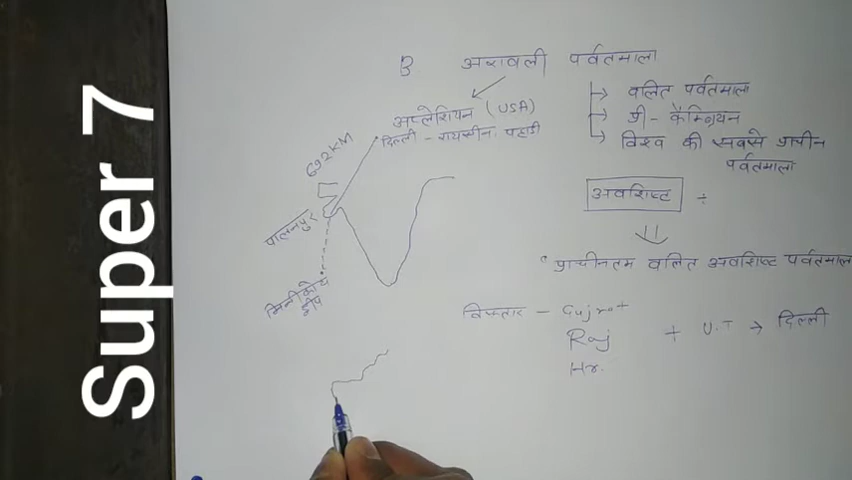 Super 7
B. अरावली पर्वतमाला
अप्लेशियन (USA)
दिल्ली - रायसीन पहाड़ी
692 KM
पालनपुर
मिनीकोय
द्वीप
→ वलित पर्वतमाला
→ प्री - कैम्ब्रियन
→ विश्व की सबसे प्राचीन
पर्वतमाला
अवशिष्ट ÷
प्राचीनतम वलित अवशिष्ट पर्वतमाल
विस्तार - Gujrat
Raj + U.T → दिल्ली
Hr.